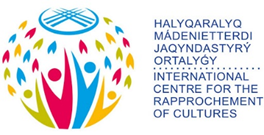 HALYQARALYQ
MÁDENIETTERDI
JAQYNDASTYRÝ
ORTALYǴY
INTERNATIONAL
CENTRE FOR THE
RAPPROCHEMENT
OF CULTURES